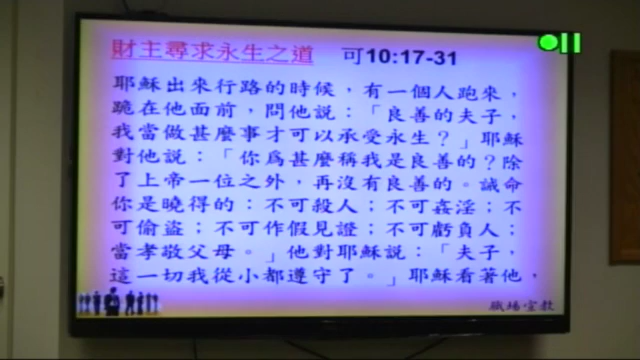 財主尋求永生之道 可10:17-31
耶穌出來行路的時候，有一個人跑來，
跪在他面前，問他說：「良善的夫子，
我當做甚麼事才可以承受永生？」耶穌
對他說：「你為甚麼稱我是良善的？除
了上帝一位之外，再沒有良善的。誡命
你是曉得的：不可殺人；不可姦淫；不
可偷盜；不可作假見證；不可虧負人；
當孝敬父母。」他對耶穌說：「夫子，
這一切我從小都遵守了。」耶穌看著他，
職場宣教